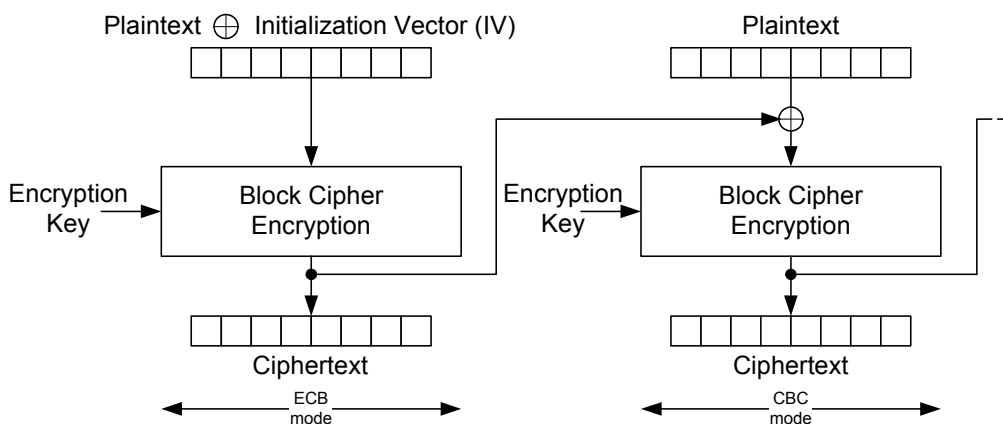 Plaintext ⊕ Initialization Vector (IV)
Plaintext
Encryption
Key
Block Cipher
Encryption
Encryption
Key
Block Cipher
Encryption
Ciphertext
Ciphertext
ECB
mode
CBC
mode